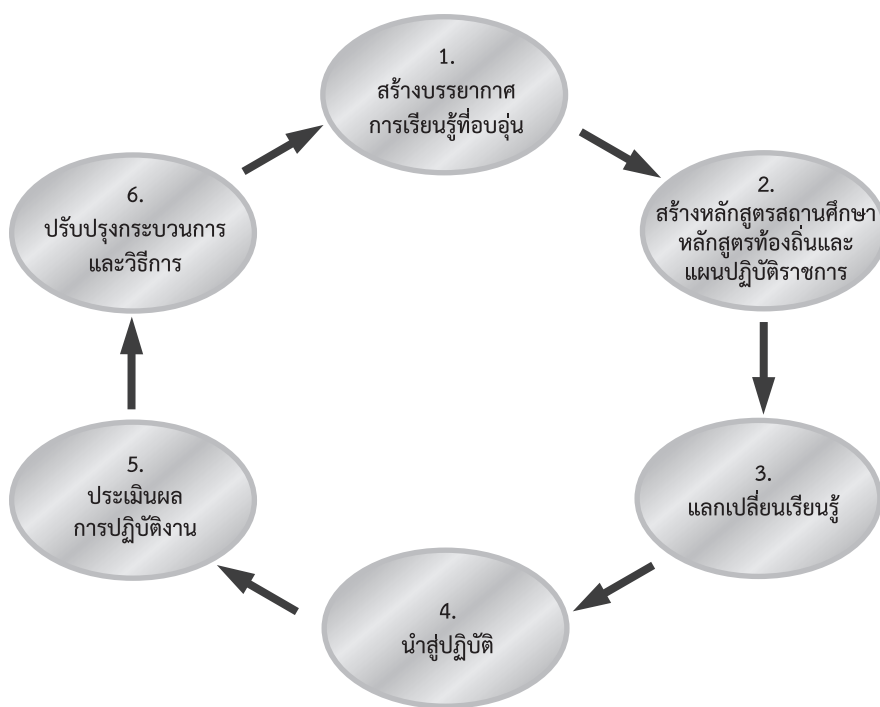 1.
สร้างบรรยากาศ
การเรียนรู้ที่อบอุ่น
2.
สร้างหลักสูตรสถานศึกษา
หลักสูตรท้องถิ่นและ
แผนปฏิบัติราชการ
3.
แลกเปลี่ยนเรียนรู้
4.
นำสู่ปฏิบัติ
5.
ประเมินผล
การปฏิบัติงาน
6.
ปรับปรุงกระบวนการ
และวิธีการ